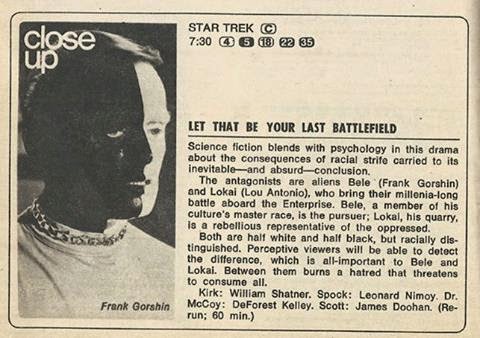 close
up
Frank Gorshin
STAR TREK C
7:30 4 5 18 22 35
LET THAT BE YOUR LAST BATTLEFIELD
Science fiction blends with psychology in this drama
about the consequences of racial strife carried to its
inevitable—and absurd—conclusion.
The antagonists are aliens Bele (Frank Gorshin)
and Lokai (Lou Antonio), who bring their millenia-long
battle aboard the Enterprise. Bele, a member of his
culture's master race, is the pursuer; Lokai, his quarry,
is a rebellious representative of the oppressed.
Both are half white and half black, but racially dis-
tinguished. Perceptive viewers will be able to detect
the difference, which is all-important to Bele and
Lokai. Between them burns a hatred that threatens
to consume all.
Kirk: William Shatner. Spock: Leonard Nimoy. Dr.
McCoy: DeForest Kelley. Scott: James Doohan. (Re-
run; 60 min.)